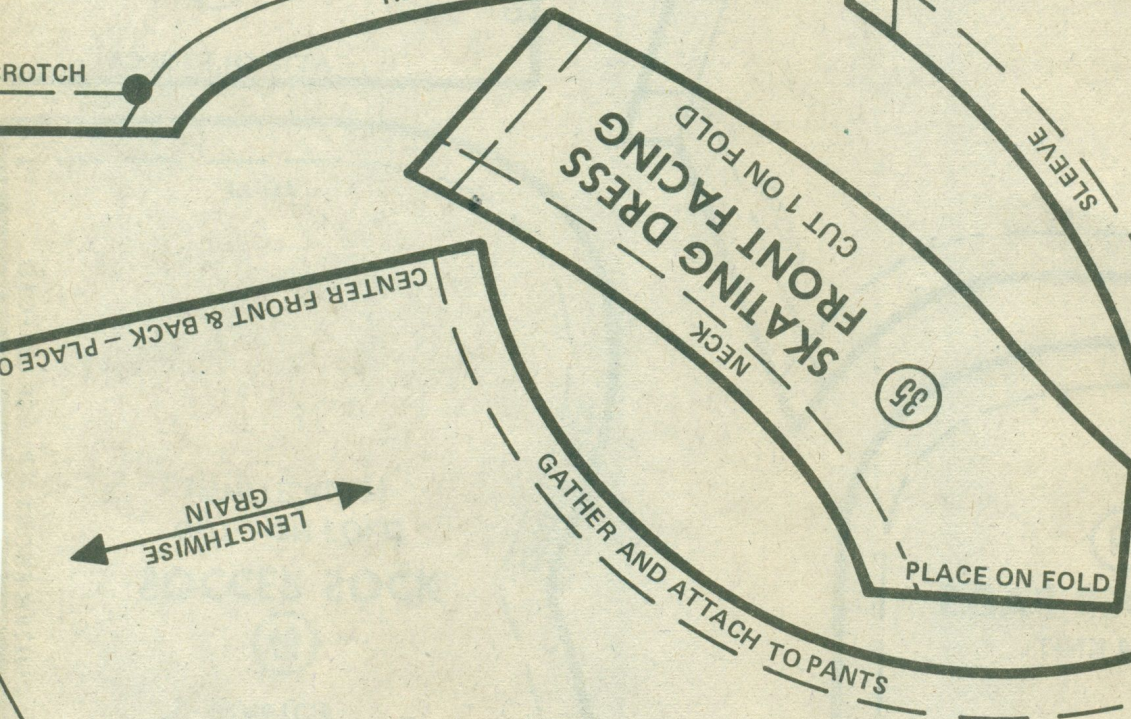 ROTCH
SLEEVE
SKATING DRESS
FRONT FACING
CUT 1 ON FOLD
NECK
35
PLACE ON FOLD
CENTER FRONT & BACK – PLACE O
LENGTHWISE
GRAIN
GATHER AND ATTACH TO PANTS